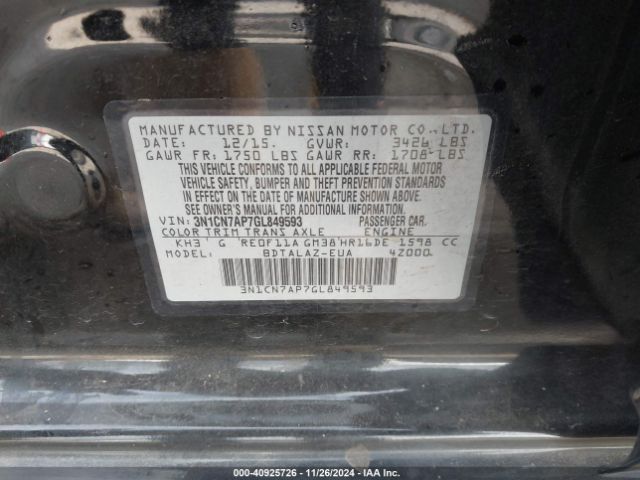 MANUFACTURED BY NISSAN MOTOR CO., LTD.
DATE: 12/15. GVWR: 3426 LBS
GAWR FR: 1750 LBS GAWR RR: 1708 LBS
THIS VEHICLE CONFORMS TO ALL APPLICABLE FEDERAL MOTOR
VEHICLE SAFETY, BUMPER AND THEFT PREVENTION STANDARDS
IN EFFECT ON THE DATE OF MANUFACTURE SHOWN ABOVE.
SEE OWNER'S MANUAL FOR ADDITIONAL INFORMATION.
VIN: 3N1CN7AP7GL849593 PASSENGER CAR.
COLOR TRIM TRANS AXLE ENGINE
KH3 G RE0F11A GM38 HR16DE 1598 CC
MODEL: BDTALAZ-EUA 42000
3N1CN7AP7GL849593
000-40925726 - 11/26/2024 - IAA Inc.